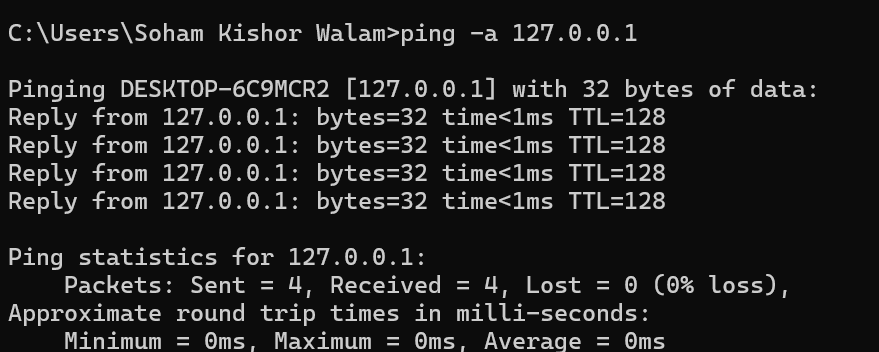 C:\Users\Soham Kishor Walam>ping -a 127.0.0.1
Pinging DESKTOP-6C9MCR2 [127.0.0.1] with 32 bytes of data:
Reply from 127.0.0.1: bytes=32 time<1ms TTL=128
Reply from 127.0.0.1: bytes=32 time<1ms TTL=128
Reply from 127.0.0.1: bytes=32 time<1ms TTL=128
Reply from 127.0.0.1: bytes=32 time<1ms TTL=128
Ping statistics for 127.0.0.1:
    Packets: Sent = 4, Received = 4, Lost = 0 (0% loss),
Approximate round trip times in milli-seconds:
    Minimum = 0ms, Maximum = 0ms, Average = 0ms